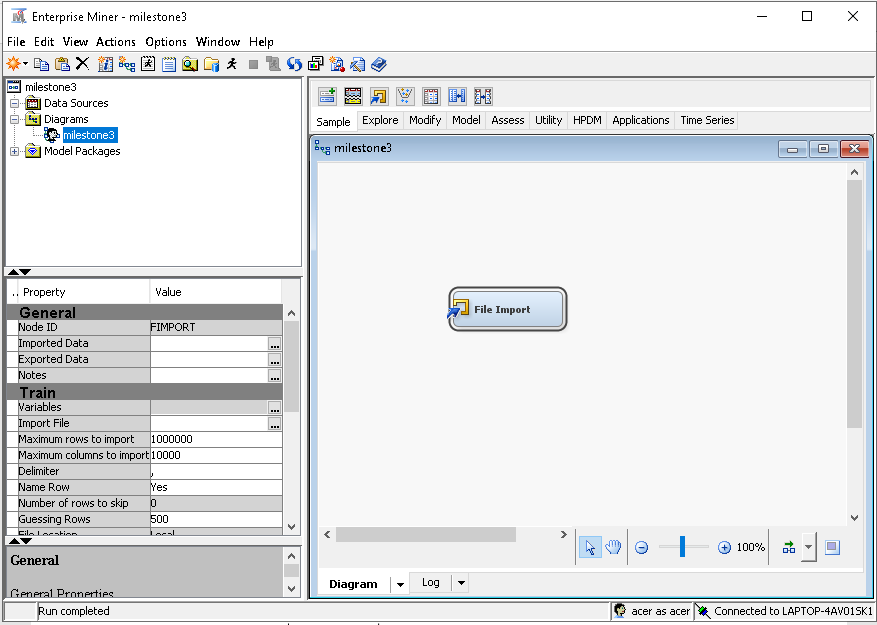 Enterprise Miner - milestone3
File Edit View Actions Options Window Help
milestone3
Data Sources
Diagrams
milestone3
Model Packages
Sample Explore Modify Model Assess Utility HPDM Applications Time Series
milestone3
File Import
.. Property Value
General
Node ID FIMPORT
Imported Data ...
Exported Data ...
Notes ...
Train
Variables ...
Import File ...
Maximum rows to import 1000000
Maximum columns to import 10000
Delimiter ,
Name Row Yes
Number of rows to skip 0
Guessing Rows 500
File Location Local
General
General Properties
100%
Diagram Log
Run completed
acer as acer
Connected to LAPTOP-4AV01SK1